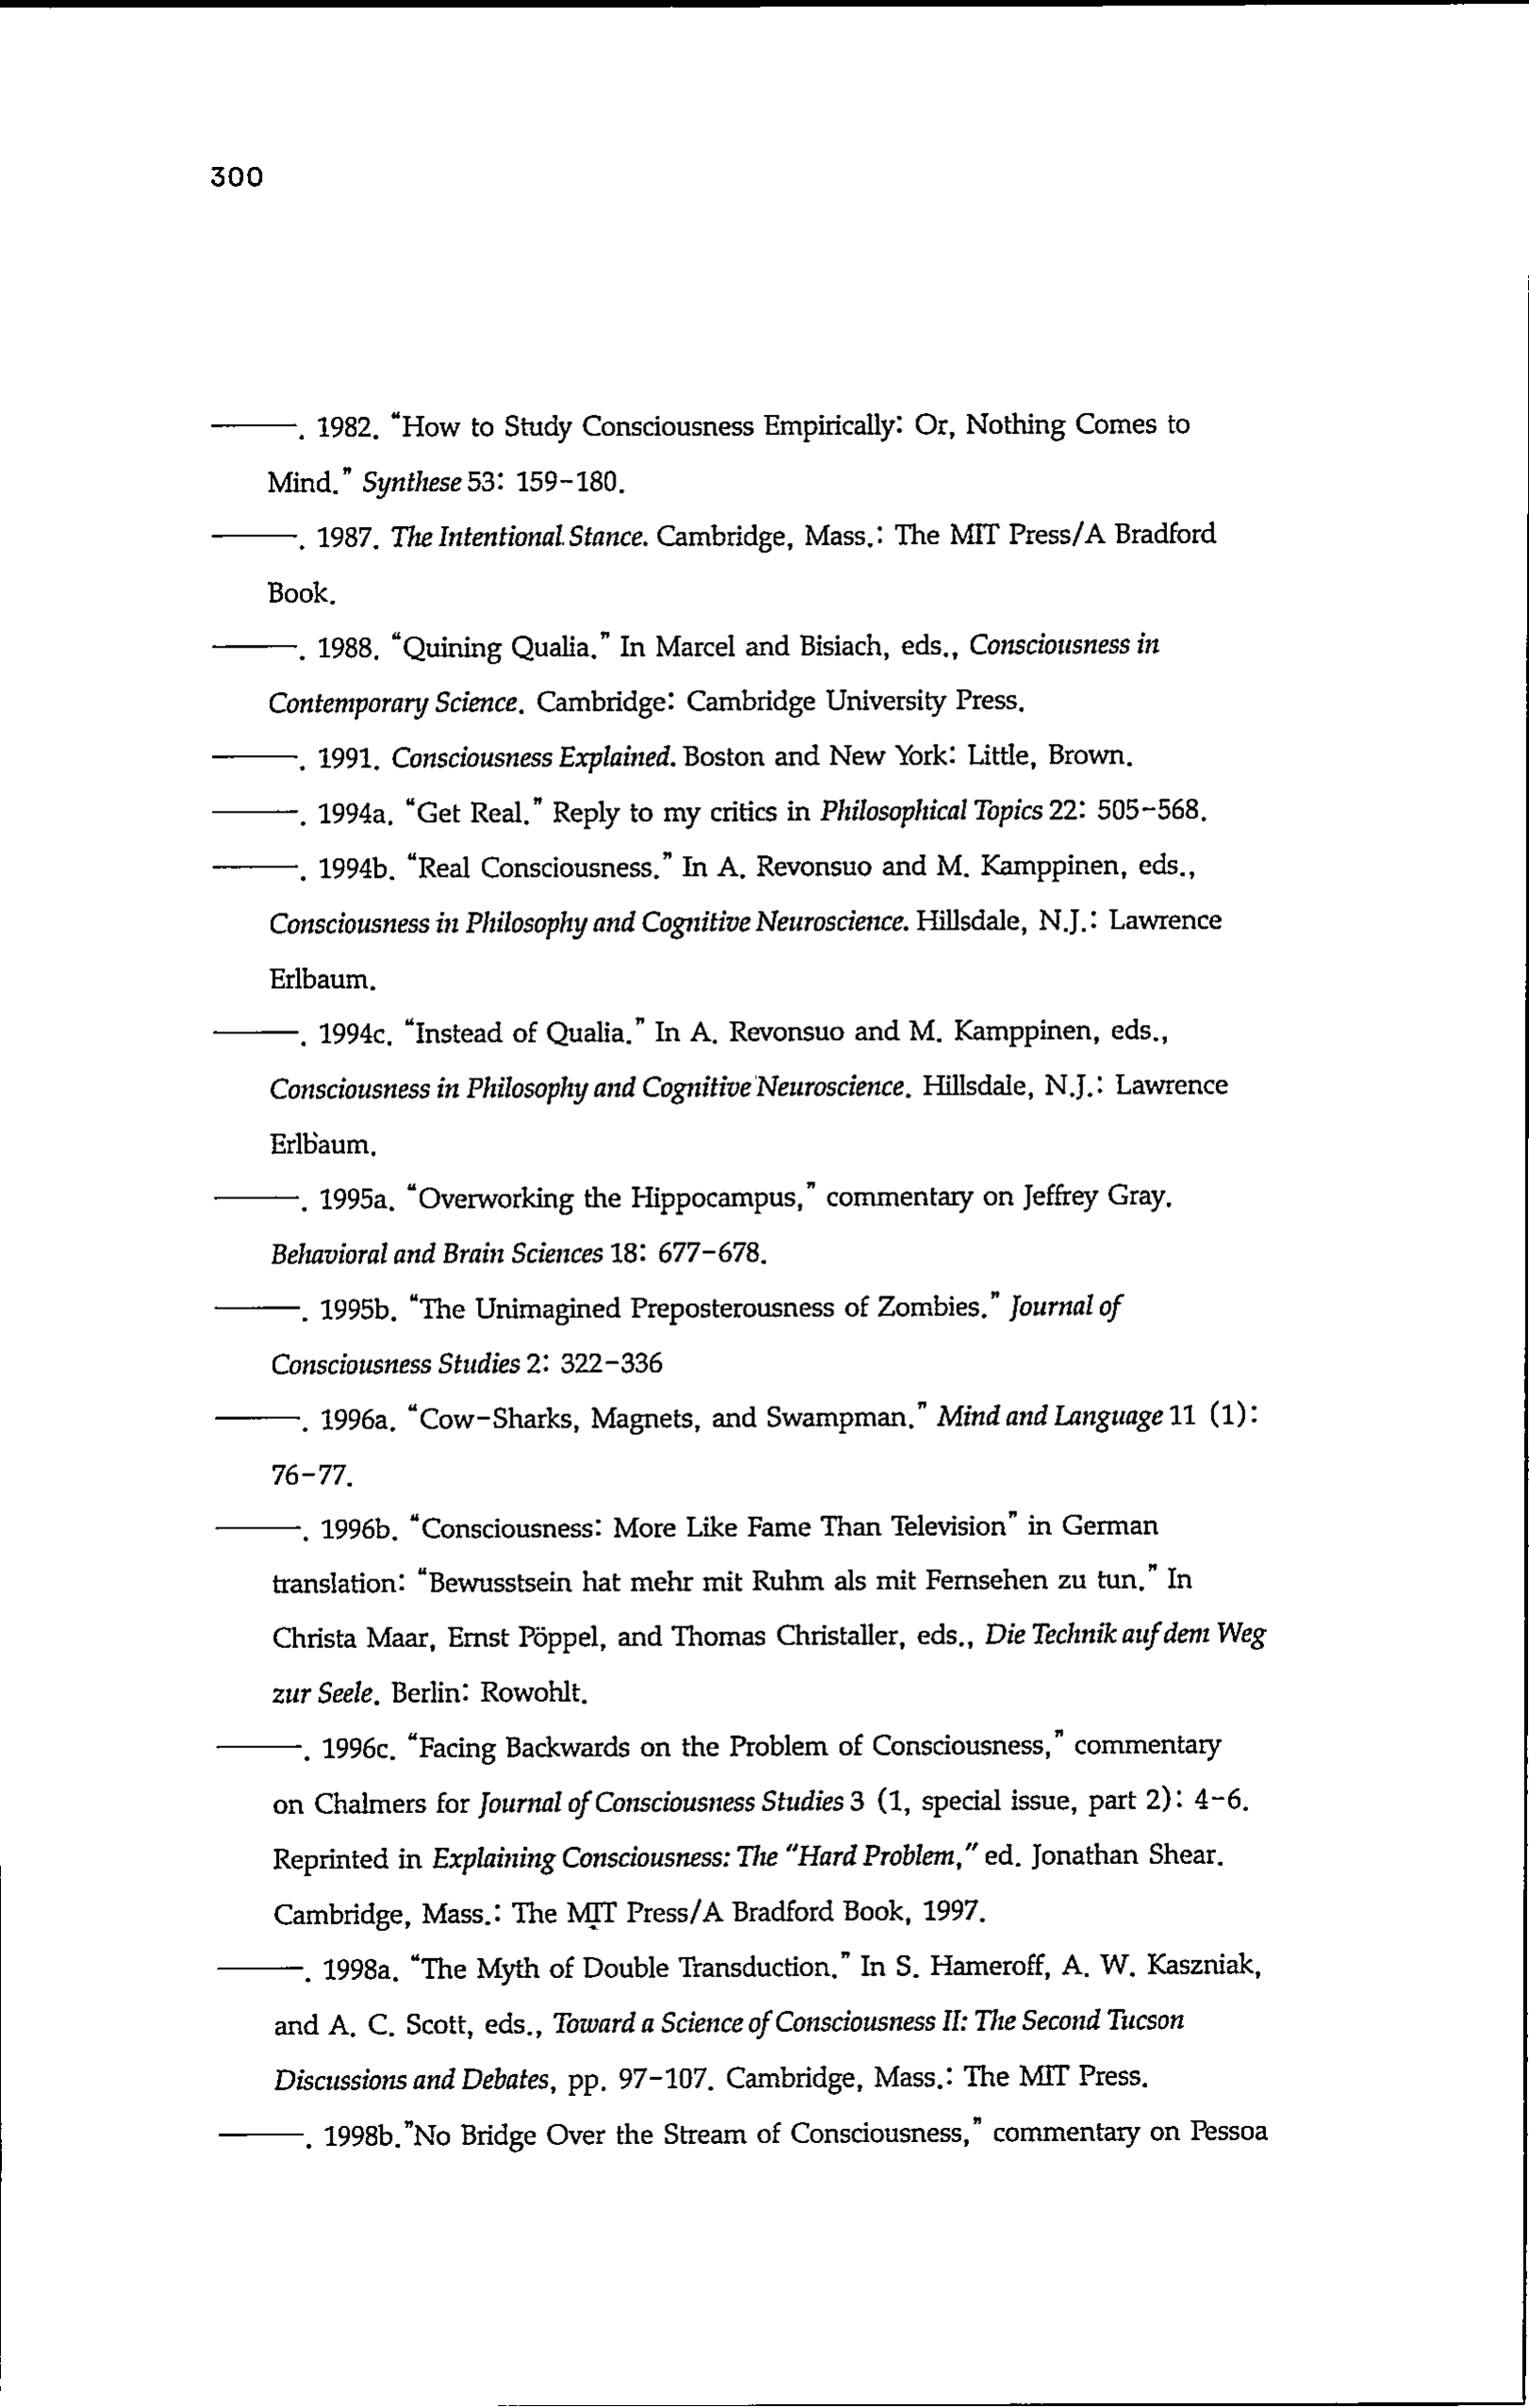 300
———. 1982. “How to Study Consciousness Empirically: Or, Nothing Comes to
Mind.” Synthese 53: 159–180.
———. 1987. The Intentional Stance. Cambridge, Mass.: The MIT Press/A Bradford
Book.
———. 1988. “Quining Qualia.” In Marcel and Bisiach, eds., Consciousness in
Contemporary Science. Cambridge: Cambridge University Press.
———. 1991. Consciousness Explained. Boston and New York: Little, Brown.
———. 1994a. “Get Real.” Reply to my critics in Philosophical Topics 22: 505–568.
———. 1994b. “Real Consciousness.” In A. Revonsuo and M. Kamppinen, eds.,
Consciousness in Philosophy and Cognitive Neuroscience. Hillsdale, N.J.: Lawrence
Erlbaum.
———. 1994c. “Instead of Qualia.” In A. Revonsuo and M. Kamppinen, eds.,
Consciousness in Philosophy and Cognitive Neuroscience. Hillsdale, N.J.: Lawrence
Erlbaum.
———. 1995a. “Overworking the Hippocampus,” commentary on Jeffrey Gray.
Behavioral and Brain Sciences 18: 677–678.
———. 1995b. “The Unimagined Preposterousness of Zombies.” Journal of
Consciousness Studies 2: 322–336
———. 1996a. “Cow-Sharks, Magnets, and Swampman.” Mind and Language 11 (1):
76–77.
———. 1996b. “Consciousness: More Like Fame Than Television” in German
translation: “Bewusstsein hat mehr mit Ruhm als mit Fernsehen zu tun.” In
Christa Maar, Ernst Pöppel, and Thomas Christaller, eds., Die Technik auf dem Weg
zur Seele. Berlin: Rowohlt.
———. 1996c. “Facing Backwards on the Problem of Consciousness,” commentary
on Chalmers for Journal of Consciousness Studies 3 (1, special issue, part 2): 4–6.
Reprinted in Explaining Consciousness: The “Hard Problem,” ed. Jonathan Shear.
Cambridge, Mass.: The MIT Press/A Bradford Book, 1997.
———. 1998a. “The Myth of Double Transduction.” In S. Hameroff, A. W. Kaszniak,
and A. C. Scott, eds., Toward a Science of Consciousness II: The Second Tucson
Discussions and Debates, pp. 97–107. Cambridge, Mass.: The MIT Press.
———. 1998b.”No Bridge Over the Stream of Consciousness,” commentary on Pessoa